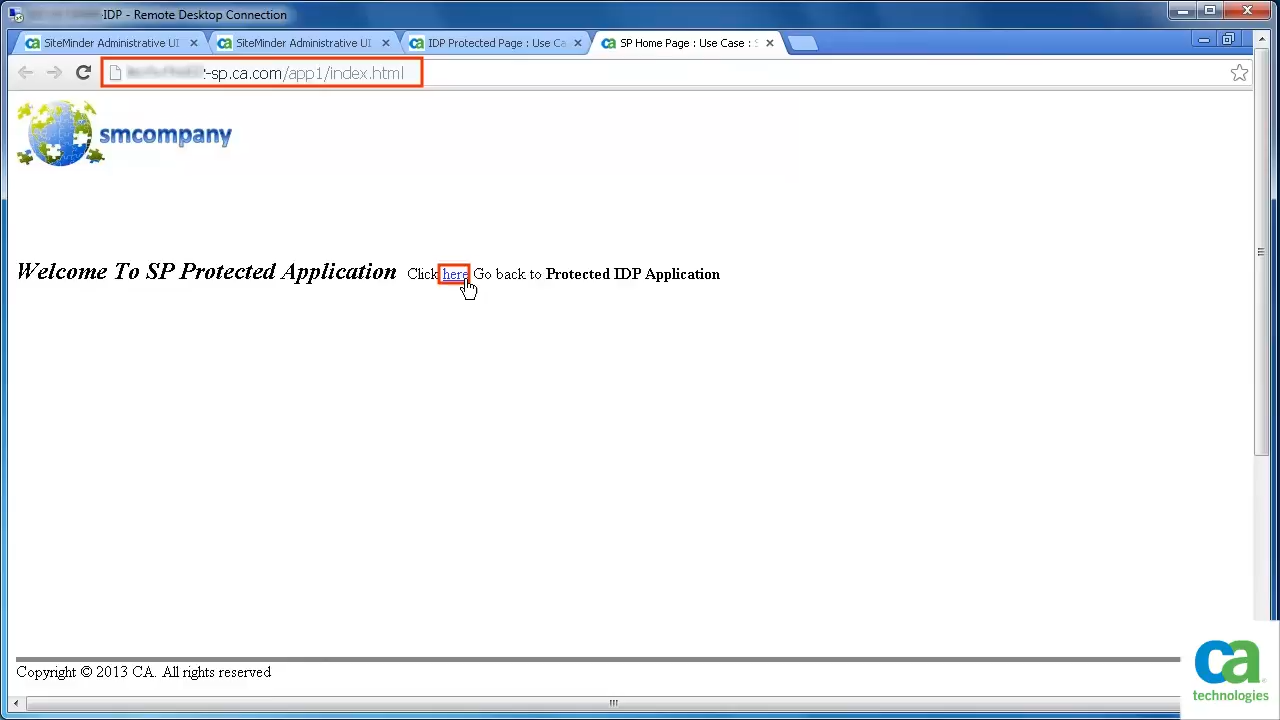 -IDP - Remote Desktop Connection
SiteMinder Administrative UI
SiteMinder Administrative UI
IDP Protected Page : Use Ca
SP Home Page : Use Case :
-sp.ca.com/app1/index.html
smcompany
Welcome To SP Protected Application Click here Go back to Protected IDP Application
Copyright © 2013 CA. All rights reserved
ca
technologies